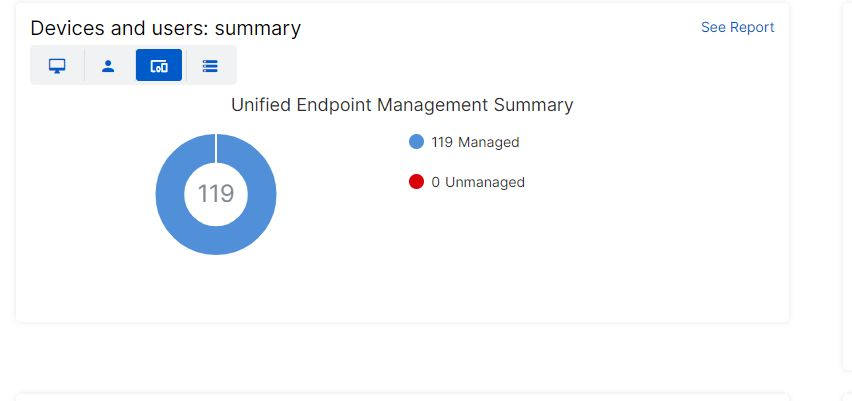 Devices and users: summary
See Report
Unified Endpoint Management Summary
119
119 Managed
0 Unmanaged